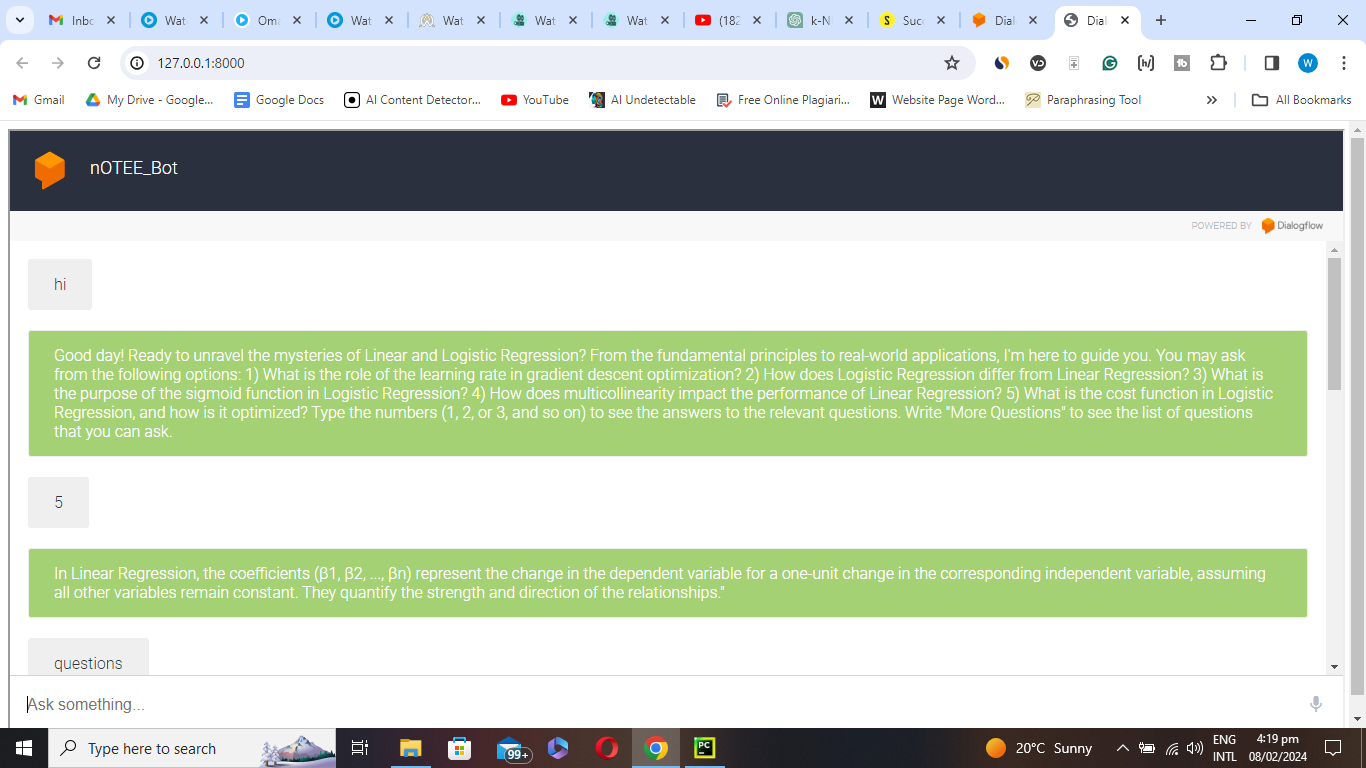 Inbo
Wat
Om
Wat
Wat
Wat
Wat
(182
k-N
Suc
Dial
Dial
127.0.0.1:8000
W
Gmail
My Drive - Google...
Google Docs
AI Content Detector...
YouTube
AI Undetectable
Free Online Plagiari...
W
Website Page Word...
Paraphrasing Tool
All Bookmarks
nOTEE_Bot
POWERED BY Dialogflow
hi
Good day! Ready to unravel the mysteries of Linear and Logistic Regression? From the fundamental principles to real-world applications, I'm here to guide you. You may ask
from the following options: 1) What is the role of the learning rate in gradient descent optimization? 2) How does Logistic Regression differ from Linear Regression? 3) What is
the purpose of the sigmoid function in Logistic Regression? 4) How does multicollinearity impact the performance of Linear Regression? 5) What is the cost function in Logistic
Regression, and how is it optimized? Type the numbers (1, 2, or 3, and so on) to see the answers to the relevant questions. Write "More Questions" to see the list of questions
that you can ask.
5
In Linear Regression, the coefficients (β1, β2, ..., βn) represent the change in the dependent variable for a one-unit change in the corresponding independent variable, assuming
all other variables remain constant. They quantify the strength and direction of the relationships."
questions
Ask something...
Type here to search
99+
PC
20°C Sunny
ENG
INTL
4:19 pm
08/02/2024